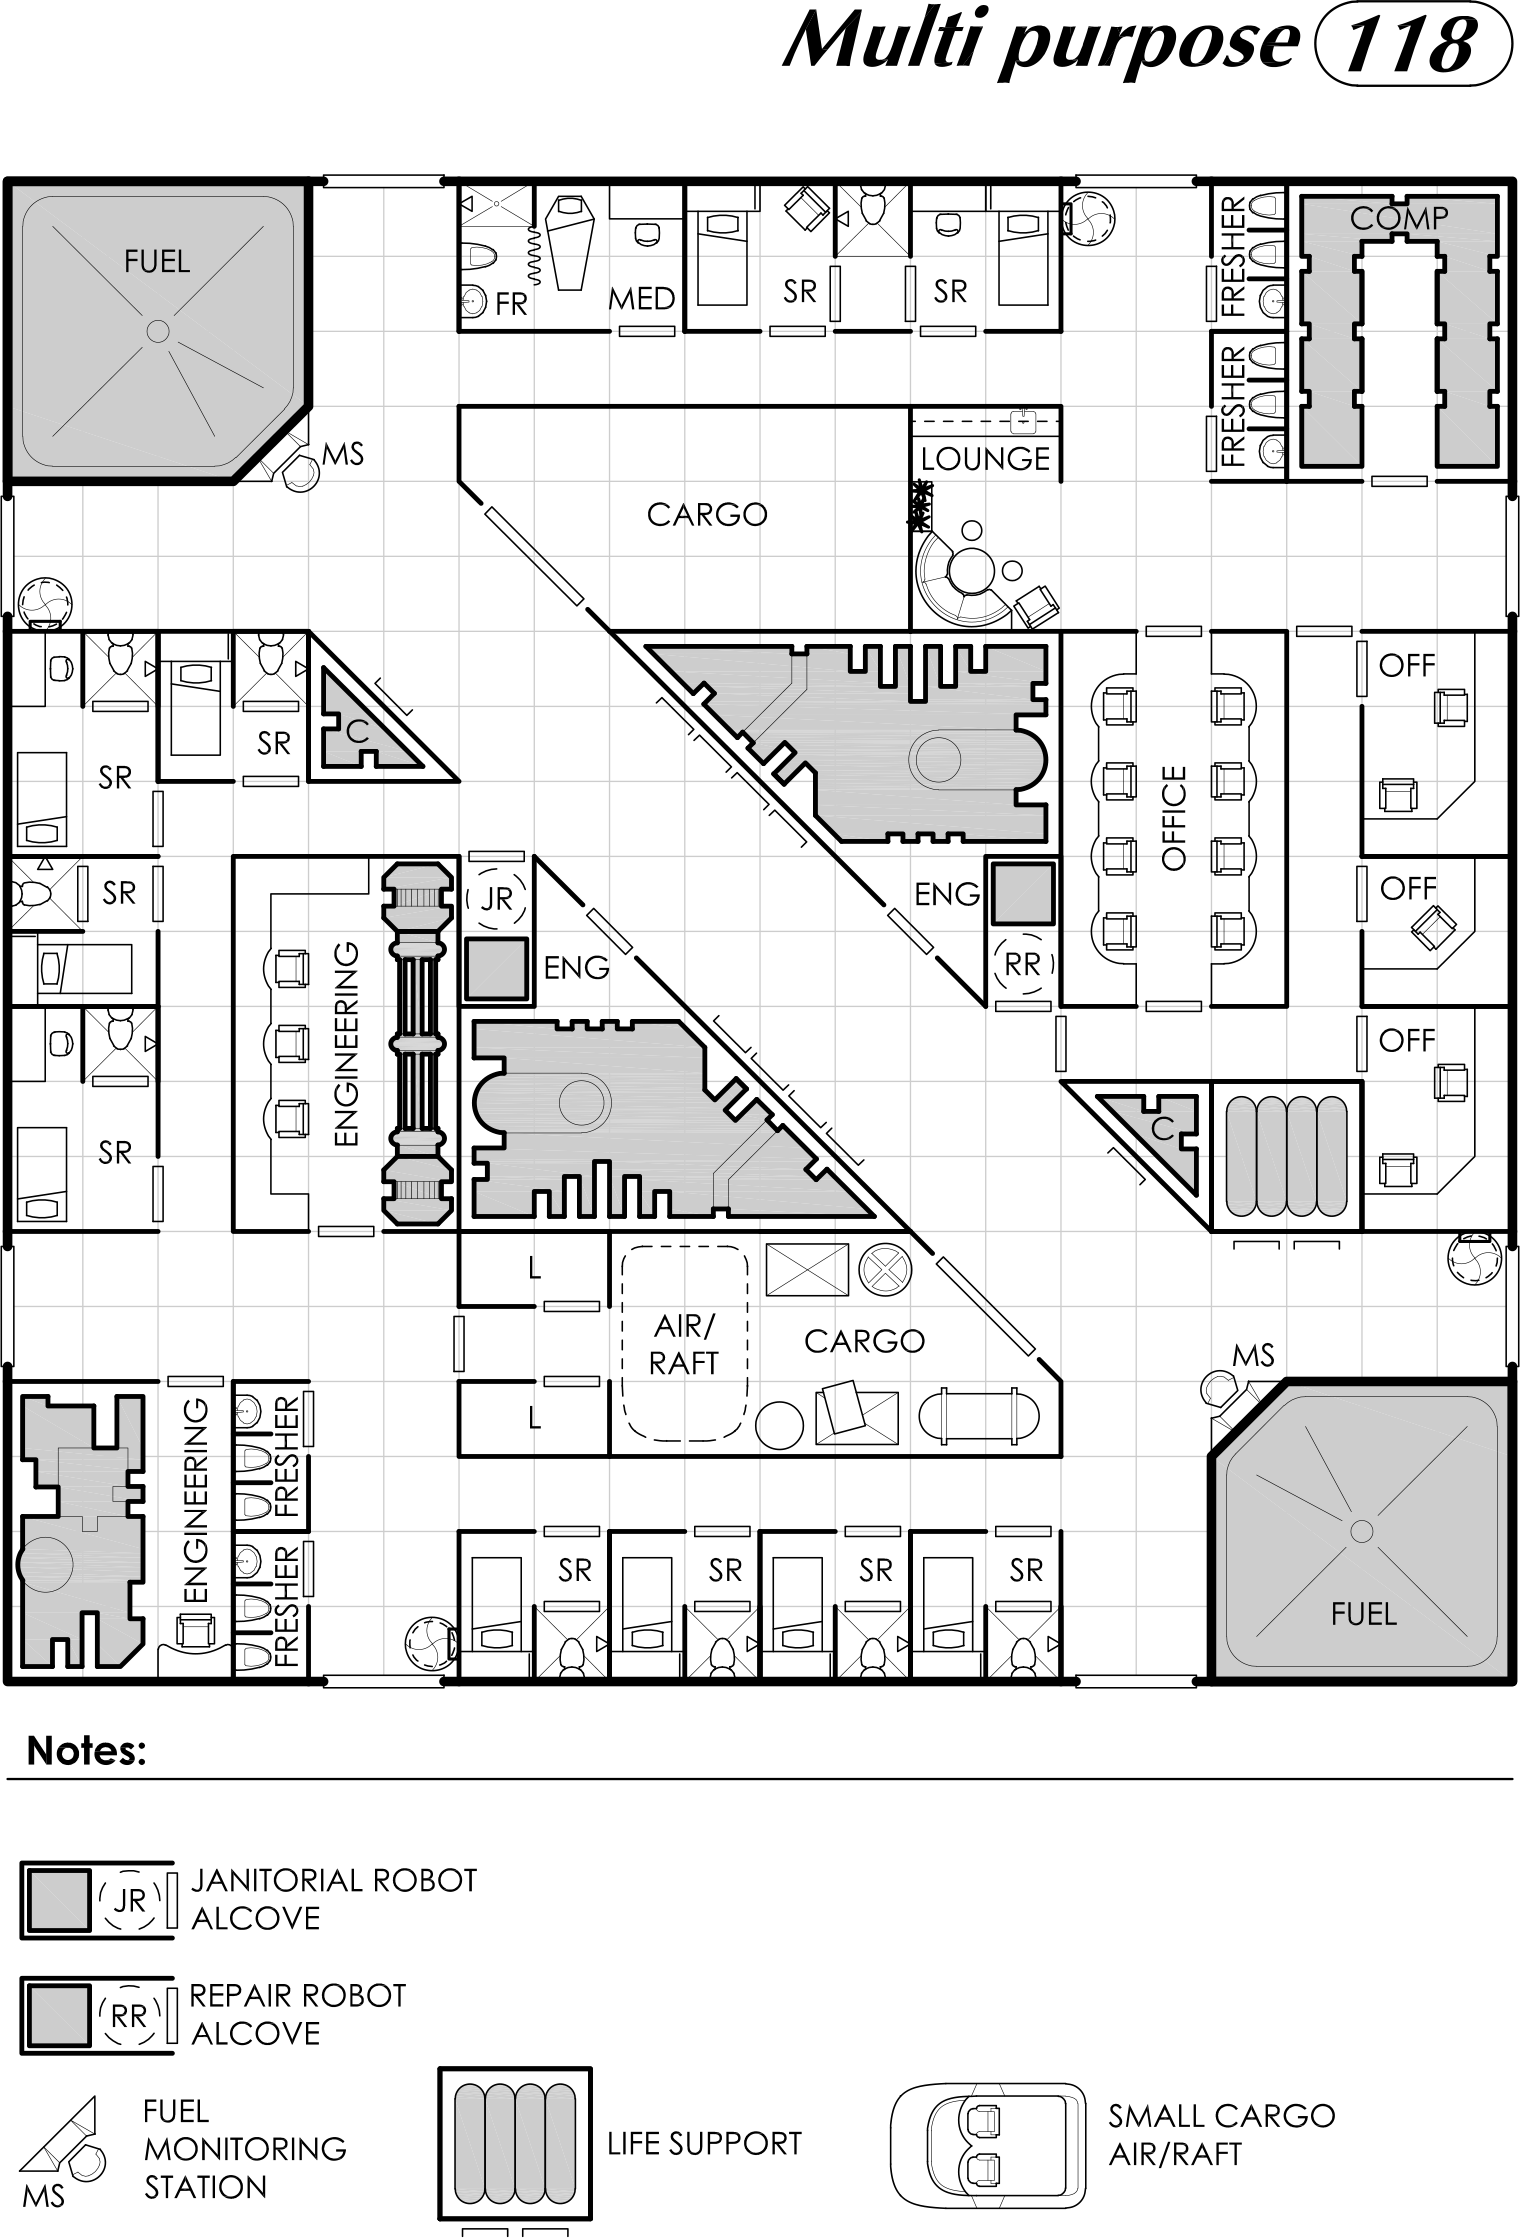 Multi purpose 118
FUEL
FR
MED
SR
SR
FRESHER
COMP
FRESHER
MS
CARGO
LOUNGE
SR
C
SR
OFF
OFFICE
SR
JR
ENG
ENG
RR
OFF
ENGINEERING
SR
OFF
C
L
AIR/
RAFT
CARGO
L
MS
ENGINEERING
FRESHER
FRESHER
SR
SR
SR
SR
FUEL
Notes:
JR
JANITORIAL ROBOT
ALCOVE
RR
REPAIR ROBOT
ALCOVE
MS
FUEL
MONITORING
STATION
LIFE SUPPORT
SMALL CARGO
AIR/RAFT